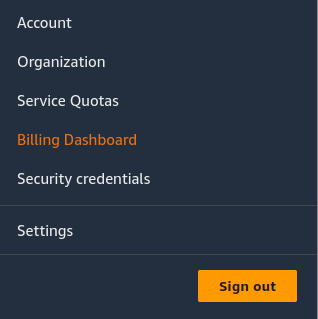 Account
Organization
Service Quotas
Billing Dashboard
Security credentials
Settings
Sign out